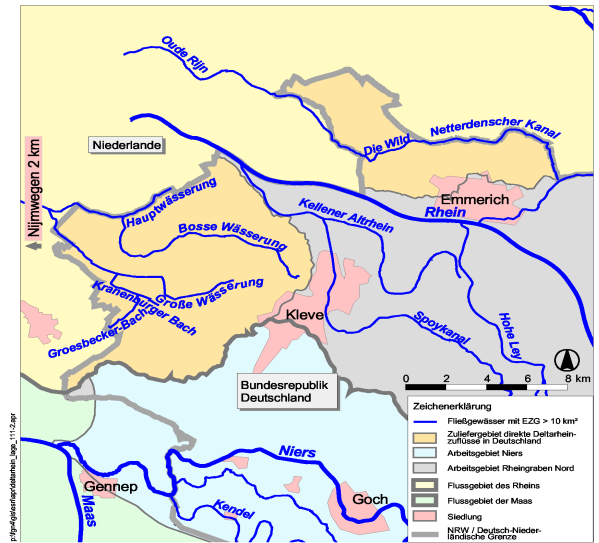 Oude Rijn
Netterdenscher Kanal
Die Wild
Niederlande
Nijmwegen 2 km
Emmerich
Rhein
Hauptwässerung
Kellener Altrhein
Bosse Wässerung
Große Wässerung
Kranenburger Bach
Groesbecker-Bach
Kleve
Spoykanal
Hohe Ley
Bundesrepublik
Deutschland
0 2 4 6 8 km
Zeichenerklärung
Fließgewässer mit EZG > 10 km²
Zuliefergebiet direkte Deltarhein-
zuflüsse in Deutschland
Arbeitsgebiet Niers
Arbeitsgebiet Rheingraben Nord
Flussgebiet des Rheins
Flussgebiet der Maas
Siedlung
NRW / Deutsch-Nieder-
ländische Grenze
Niers
Gennep
Maas
Kendel
Goch